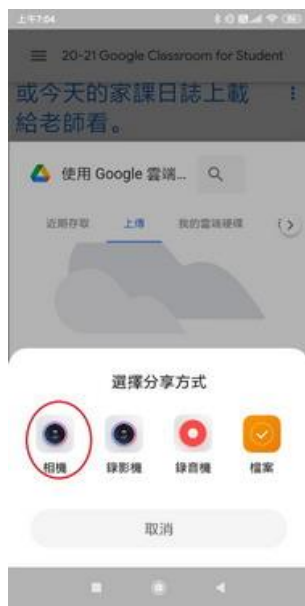 上午7:04
20-21 Google Classroom for Student
或今天的家課日誌上載
給老師看。
使用 Google 雲端...
近期存取 上傳 我的雲端硬碟
選擇分享方式
相機 錄影機 錄音機 檔案
取消